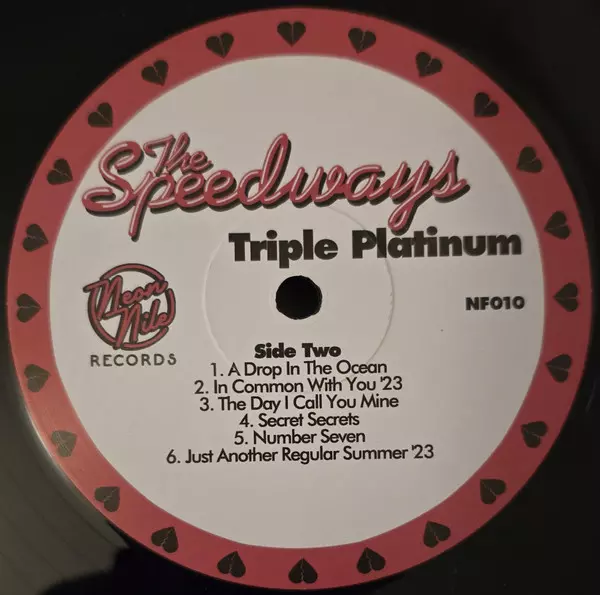 The
Speedways
Triple Platinum
Neon
Nile
RECORDS
NF010
Side Two
1. A Drop In The Ocean
2. In Common With You '23
3. The Day I Call You Mine
4. Secret Secrets
5. Number Seven
6. Just Another Regular Summer '23